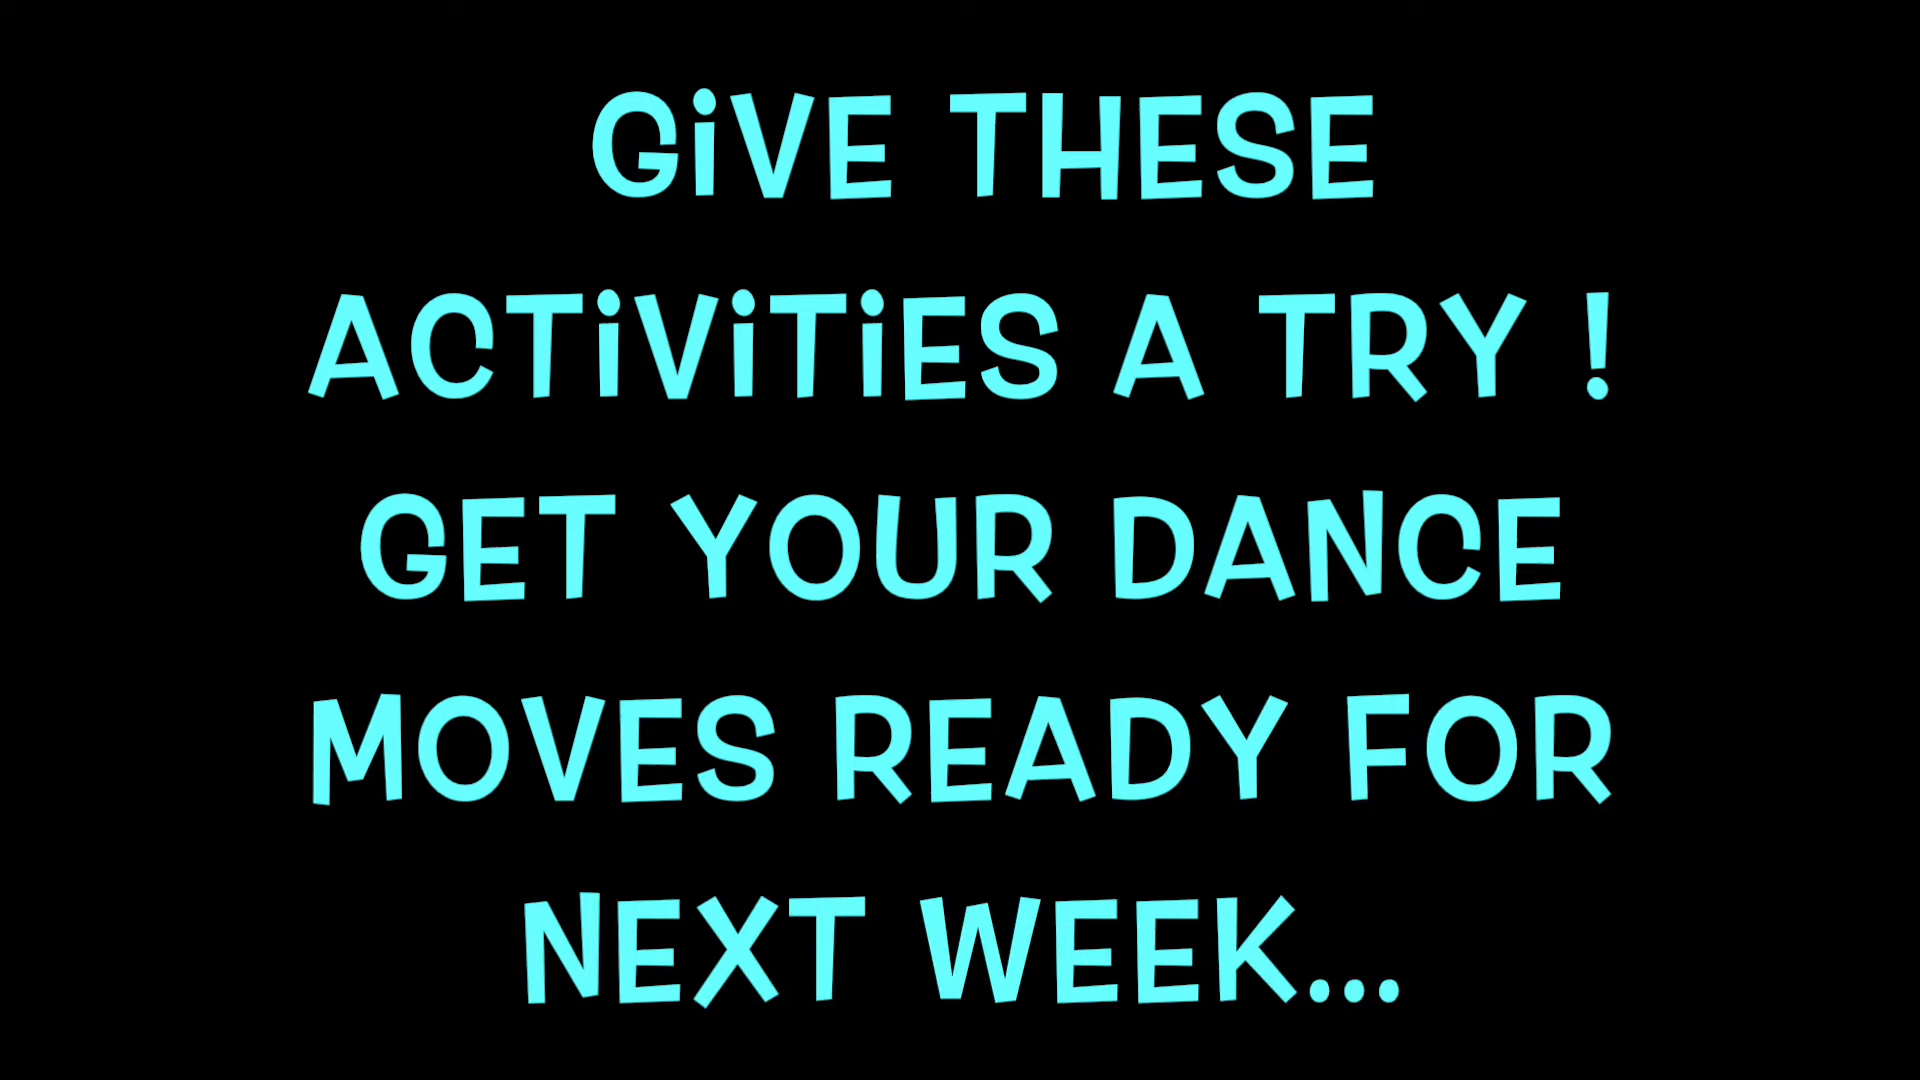 GiVE THESE
ACTiViTiES A TRY !
GET YOUR DANCE
MOVES READY FOR
NEXT WEEK...